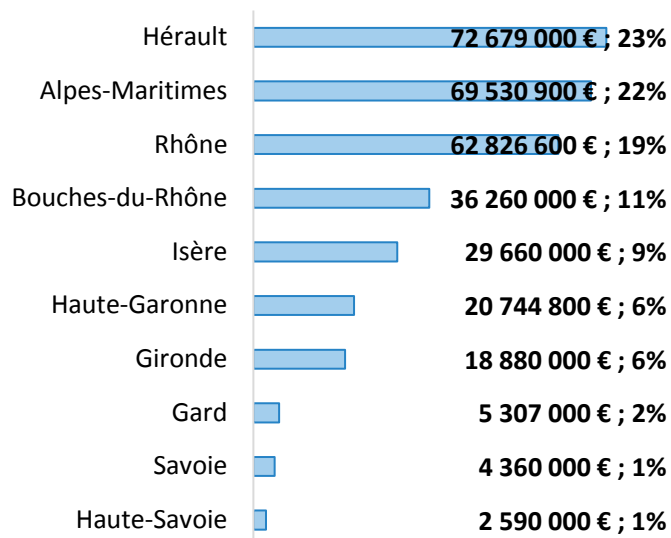 Hérault 72 679 000 € ; 23%
Alpes-Maritimes 69 530 900 € ; 22%
Rhône 62 826 600 € ; 19%
Bouches-du-Rhône 36 260 000 € ; 11%
Isère 29 660 000 € ; 9%
Haute-Garonne 20 744 800 € ; 6%
Gironde 18 880 000 € ; 6%
Gard 5 307 000 € ; 2%
Savoie 4 360 000 € ; 1%
Haute-Savoie 2 590 000 € ; 1%